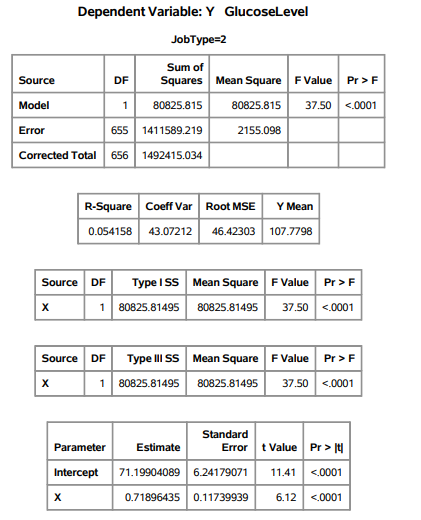 Dependent Variable: Y GlucoseLevel
JobType=2
Source DF Sum of Squares Mean Square F Value Pr > F
Model 1 80825.815 80825.815 37.50 <.0001
Error 655 1411589.219 2155.098
Corrected Total 656 1492415.034
R-Square Coeff Var Root MSE Y Mean
0.054158 43.07212 46.42303 107.7798
Source DF Type I SS Mean Square F Value Pr > F
X 1 80825.81495 80825.81495 37.50 <.0001
Source DF Type III SS Mean Square F Value Pr > F
X 1 80825.81495 80825.81495 37.50 <.0001
Parameter Estimate Standard Error t Value Pr > |t|
Intercept 71.19904089 6.24179071 11.41 <.0001
X 0.71896435 0.11739939 6.12 <.0001